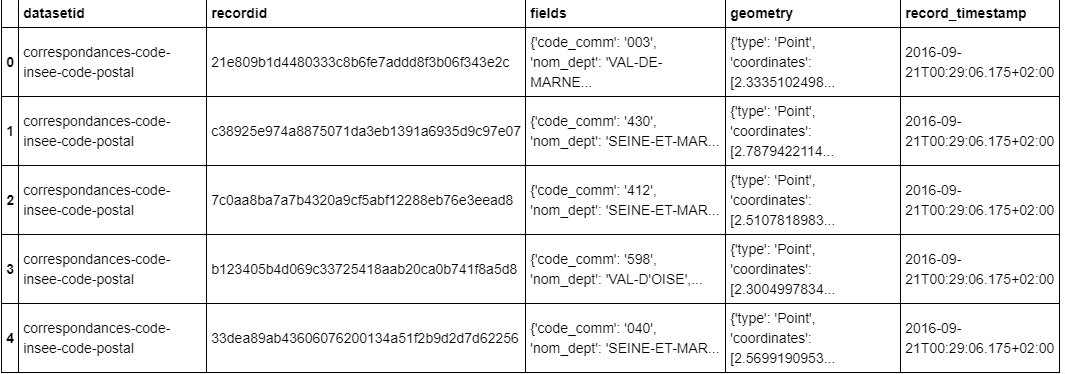 datasetid recordid fields geometry record_timestamp
0 correspondances-code-insee-code-postal 21e809b1d4480333c8b6fe7addd8f3b06f343e2c {'code_comm': '003', 'nom_dept': 'VAL-DE-MARNE... {'type': 'Point', 'coordinates': [2.3335102498... 2016-09-21T00:29:06.175+02:00
1 correspondances-code-insee-code-postal c38925e974a8875071da3eb1391a6935d9c97e07 {'code_comm': '430', 'nom_dept': 'SEINE-ET-MAR... {'type': 'Point', 'coordinates': [2.7879422114... 2016-09-21T00:29:06.175+02:00
2 correspondances-code-insee-code-postal 7c0aa8ba7a7b4320a9cf5abf12288eb76e3eead8 {'code_comm': '412', 'nom_dept': 'SEINE-ET-MAR... {'type': 'Point', 'coordinates': [2.5107818983... 2016-09-21T00:29:06.175+02:00
3 correspondances-code-insee-code-postal b123405b4d069c33725418aab20ca0b741f8a5d8 {'code_comm': '598', 'nom_dept': 'VAL-D'OISE',... {'type': 'Point', 'coordinates': [2.3004997834... 2016-09-21T00:29:06.175+02:00
4 correspondances-code-insee-code-postal 33dea89ab43606076200134a51f2b9d2d7d62256 {'code_comm': '040', 'nom_dept': 'SEINE-ET-MAR... {'type': 'Point', 'coordinates': [2.5699190953... 2016-09-21T00:29:06.175+02:00